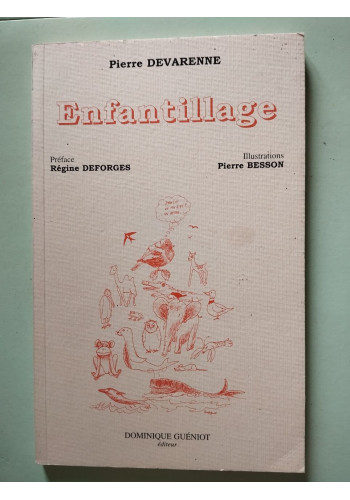 Pierre DEVARENNE
Enfantillage
Préface
Régine DEFORGES
Illustrations
Pierre BESSON
DOMINIQUE GUÉNIOT
éditeur